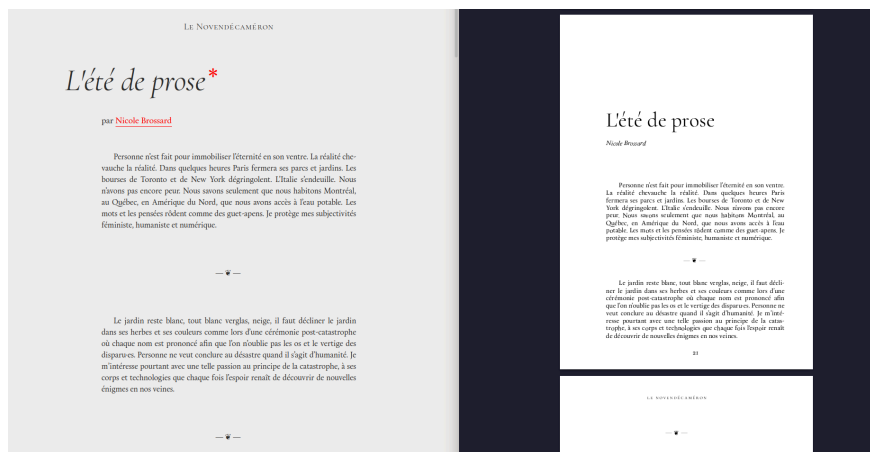 Le Novendécaméron
L'été de prose*
par Nicole Brossard
Personne n'est fait pour immobiliser l'éternité en son ventre. La réalité che-
vauche la réalité. Dans quelques heures Paris fermera ses parcs et jardins. Les
bourses de Toronto et de New York dégringolent. L'Italie s'endeuille. Nous
n'avons pas encore peur. Nous savons seulement que nous habitons Montréal,
au Québec, en Amérique du Nord, que nous avons accès à l'eau potable. Les
mots et les pensées rôdent comme des guet-apens. Je protège mes subjectivités
féministe, humaniste et numérique.
Le jardin reste blanc, tout blanc verglas, neige, il faut décliner le jardin
dans ses herbes et ses couleurs comme lors d'une cérémonie post-catastrophe
où chaque nom est prononcé afin que l'on n'oublie pas les os et le vertige des
disparu·es. Personne ne veut conclure au désastre quand il s'agit d'humanité. Je
m'intéresse pourtant avec une telle passion au principe de la catastrophe, à ses
corps et technologies que chaque fois l'espoir renaît de découvrir de nouvelles
énigmes en nos veines.
L'été de prose
Nicole Brossard
Personne n'est fait pour immobiliser l'éternité en son ventre.
La réalité chevauche la réalité. Dans quelques heures Paris
fermera ses parcs et jardins. Les bourses de Toronto et de New
York dégringolent. L'Italie s'endeuille. Nous n'avons pas encore
peur. Nous savons seulement que nous habitons Montréal, au
Québec, en Amérique du Nord, que nous avons accès à l'eau
potable. Les mots et les pensées rôdent comme des guet-apens. Je
protège mes subjectivités féministe, humaniste et numérique.
Le jardin reste blanc, tout blanc verglas, neige, il faut décli-
ner le jardin dans ses herbes et ses couleurs comme lors d'une
cérémonie post-catastrophe où chaque nom est prononcé afin
que l'on n'oublie pas les os et le vertige des disparu·es. Personne ne
veut conclure au désastre quand il s'agit d'humanité. Je m'inté-
resse pourtant avec une telle passion au principe de la catas-
trophe, à ses corps et technologies que chaque fois l'espoir renaît
de découvrir de nouvelles énigmes en nos veines.
Le Novendécaméron